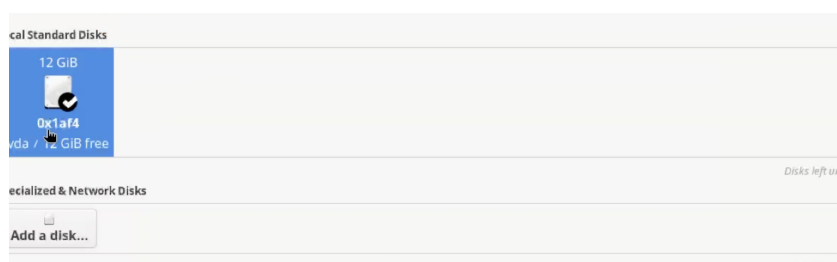 cal Standard Disks
12 GiB
0x1af4
vda / 12 GiB free
Disks left u
ecialized & Network Disks
Add a disk...